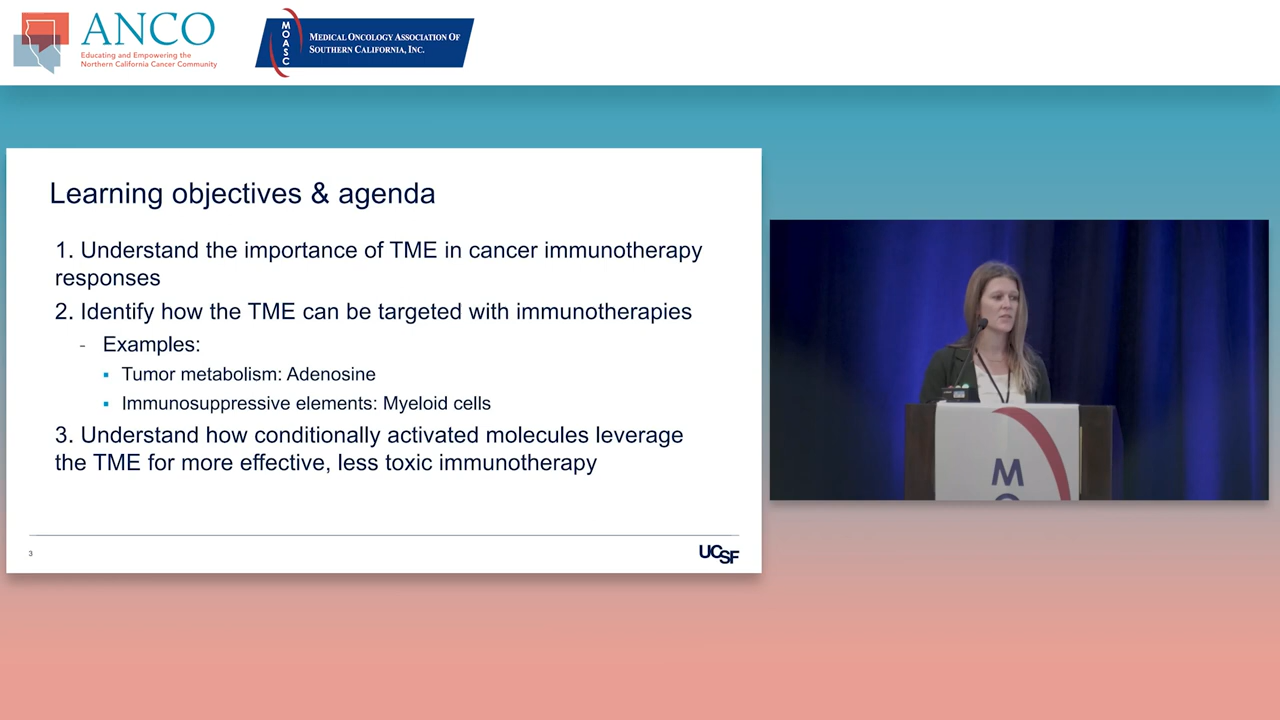 ANCO
Educating and Empowering the
Northern California Cancer Community
MOASC
MEDICAL ONCOLOGY ASSOCIATION OF
SOUTHERN CALIFORNIA, INC.
Learning objectives & agenda
1. Understand the importance of TME in cancer immunotherapy
responses
2. Identify how the TME can be targeted with immunotherapies
- Examples:
▪ Tumor metabolism: Adenosine
▪ Immunosuppressive elements: Myeloid cells
3. Understand how conditionally activated molecules leverage
the TME for more effective, less toxic immunotherapy
3
UCSF
M
O